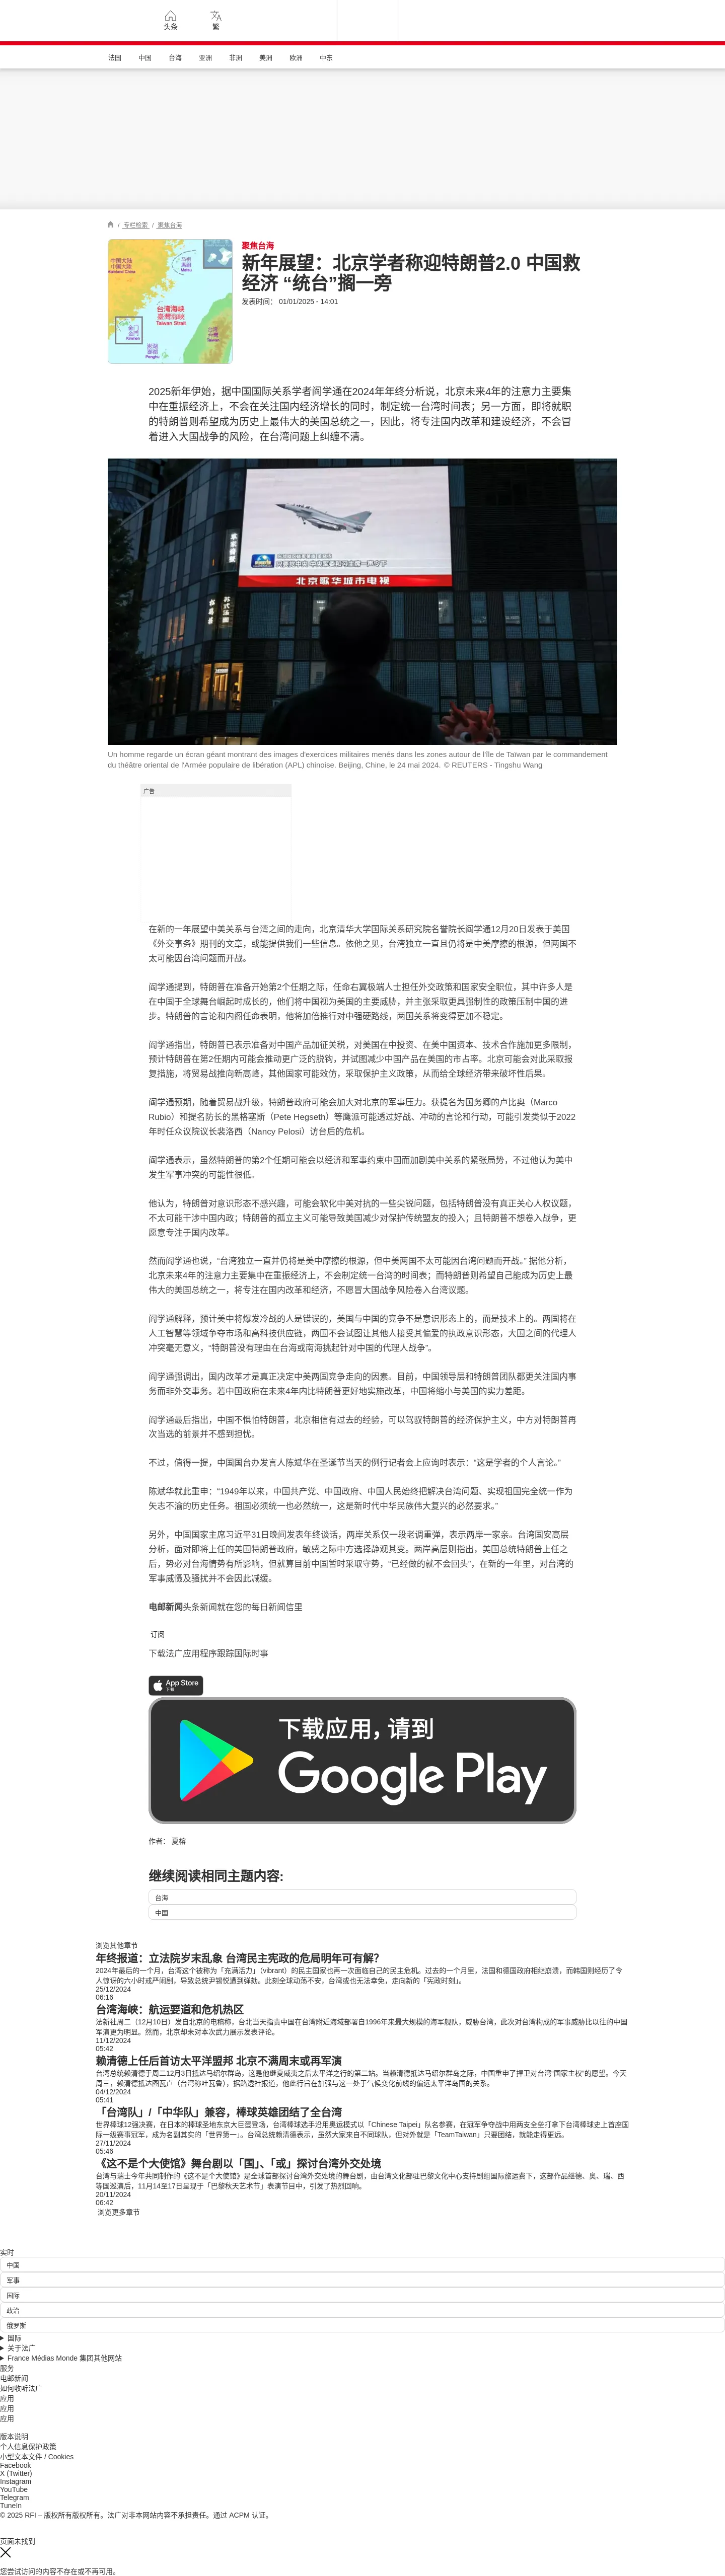 头条
繁
法国 中国 台海 亚洲 非洲 美洲 欧洲 中东
/ 专栏检索 / 聚焦台海
中国大陆
中國大陸
马祖
馬祖
Matsu
台湾海峡
臺灣海峽
Taiwan Strait
金门
金門
Kinmen
澎湖
Penghu
聚焦台海
新年展望：北京学者称迎特朗普2.0 中国救
经济 “统台”搁一旁
发表时间： 01/01/2025 - 14:01
2025新年伊始，据中国国际关系学者阎学通在2024年年终分析说，北京未来4年的注意力主要集
中在重振经济上，不会在关注国内经济增长的同时，制定统一台湾时间表；另一方面，即将就职
的特朗普则希望成为历史上最伟大的美国总统之一，因此，将专注国内改革和建设经济，不会冒
着进入大国战争的风险，在台湾问题上纠缠不清。
北京歌华城市电视
Un homme regarde un écran géant montrant des images d'exercices militaires menés dans les zones autour de l'île de Taïwan par le commandement
du théâtre oriental de l'Armée populaire de libération (APL) chinoise. Beijing, Chine, le 24 mai 2024. © REUTERS - Tingshu Wang
广告
在新的一年展望中美关系与台湾之间的走向，北京清华大学国际关系研究院名誉院长阎学通12月20日发表于美国
《外交事务》期刊的文章，或能提供我们一些信息。依他之见，台湾独立一直且仍将是中美摩擦的根源，但两国不
太可能因台湾问题而开战。
阎学通提到，特朗普在准备开始第2个任期之际，任命右翼极端人士担任外交政策和国家安全职位，其中许多人是
在中国于全球舞台崛起时成长的，他们将中国视为美国的主要威胁，并主张采取更具强制性的政策压制中国的进
步。特朗普的言论和内阁任命表明，他将加倍推行对中强硬路线，两国关系将变得更加不稳定。
阎学通指出，特朗普已表示准备对中国产品加征关税，对美国在中投资、在美中国资本、技术合作施加更多限制，
预计特朗普在第2任期内可能会推动更广泛的脱钩，并试图减少中国产品在美国的市占率。北京可能会对此采取报
复措施，将贸易战推向新高峰，其他国家可能效仿，采取保护主义政策，从而给全球经济带来破坏性后果。
阎学通预期，随着贸易战升级，特朗普政府可能会加大对北京的军事压力。获提名为国务卿的卢比奥（Marco
Rubio）和提名防长的黑格塞斯（Pete Hegseth）等鹰派可能透过好战、冲动的言论和行动，可能引发类似于2022
年时任众议院议长裴洛西（Nancy Pelosi）访台后的危机。
阎学通表示，虽然特朗普的第2个任期可能会以经济和军事约束中国而加剧美中关系的紧张局势，不过他认为美中
发生军事冲突的可能性很低。
他认为，特朗普对意识形态不感兴趣，可能会软化中美对抗的一些尖锐问题，包括特朗普没有真正关心人权议题，
不太可能干涉中国内政；特朗普的孤立主义可能导致美国减少对保护传统盟友的投入；且特朗普不想卷入战争，更
愿意专注于国内改革。
然而阎学通也说，“台湾独立一直并仍将是美中摩擦的根源，但中美两国不太可能因台湾问题而开战。” 据他分析，
北京未来4年的注意力主要集中在重振经济上，不会制定统一台湾的时间表；而特朗普则希望自己能成为历史上最
伟大的美国总统之一，将专注在国内改革和经济，不愿冒大国战争风险卷入台湾议题。
阎学通解释，预计美中将爆发冷战的人是错误的，美国与中国的竞争不是意识形态上的，而是技术上的。两国将在
人工智慧等领域争夺市场和高科技供应链，两国不会试图让其他人接受其偏爱的执政意识形态，大国之间的代理人
冲突毫无意义，“特朗普没有理由在台海或南海挑起针对中国的代理人战争”。
阎学通强调出，国内改革才是真正决定中美两国竞争走向的因素。目前，中国领导层和特朗普团队都更关注国内事
务而非外交事务。若中国政府在未来4年内比特朗普更好地实施改革，中国将缩小与美国的实力差距。
阎学通最后指出，中国不惧怕特朗普，北京相信有过去的经验，可以驾驭特朗普的经济保护主义，中方对特朗普再
次当选的前景并不感到担忧。
不过，值得一提，中国国台办发言人陈斌华在圣诞节当天的例行记者会上应询时表示：“这是学者的个人言论。”
陈斌华就此重申：“1949年以来，中国共产党、中国政府、中国人民始终把解决台湾问题、实现祖国完全统一作为
矢志不渝的历史任务。祖国必须统一也必然统一，这是新时代中华民族伟大复兴的必然要求。”
另外，中国国家主席习近平31日晚间发表年终谈话，两岸关系仅一段老调重弹，表示两岸一家亲。台湾国安高层
分析，面对即将上任的美国特朗普政府，敏感之际中方选择静观其变。两岸高层则指出，美国总统特朗普上任之
后，势必对台海情势有所影响，但就算目前中国暂时采取守势，“已经做的就不会回头”，在新的一年里，对台湾的
军事威慑及骚扰并不会因此减缓。
电邮新闻头条新闻就在您的每日新闻信里
订阅
下载法广应用程序跟踪国际时事
App Store
下载
下载应用，请到
Google Play
作者： 夏榕
继续阅读相同主题内容:
台海
中国
浏览其他章节
年终报道：立法院岁末乱象 台湾民主宪政的危局明年可有解？
2024年最后的一个月，台湾这个被称为「充满活力」（vibrant）的民主国家也再一次面临自己的民主危机。过去的一个月里，法国和德国政府相继崩溃，而韩国则经历了令
人惊讶的六小时戒严闹剧，导致总统尹锡悦遭到弹劾。此刻全球动荡不安，台湾或也无法幸免，走向新的「宪政时刻」。
25/12/2024
06:16
台湾海峡：航运要道和危机热区
法新社周二（12月10日）发自北京的电稿称，台北当天指责中国在台湾附近海域部署自1996年来最大规模的海军舰队，威胁台湾，此次对台湾构成的军事威胁比以往的中国
军演更为明显。然而，北京却未对本次武力展示发表评论。
11/12/2024
05:42
赖清德上任后首访太平洋盟邦 北京不满周末或再军演
台湾总统赖清德于周二12月3日抵达马绍尔群岛，这是他继夏威夷之后太平洋之行的第二站。当赖清德抵达马绍尔群岛之际，中国重申了捍卫对台湾“国家主权”的愿望。今天
周三，赖清德抵达图瓦卢（台湾称吐瓦鲁），据路透社报道，他此行旨在加强与这一处于气候变化前线的偏远太平洋岛国的关系。
04/12/2024
05:41
「台湾队」/「中华队」兼容，棒球英雄团结了全台湾
世界棒球12强决赛，在日本的棒球圣地东京大巨蛋登场，台湾棒球选手沿用奥运模式以「Chinese Taipei」队名参赛，在冠军争夺战中用两支全垒打拿下台湾棒球史上首座国
际一级赛事冠军，成为名副其实的「世界第一」。台湾总统赖清德表示，虽然大家来自不同球队，但对外就是「TeamTaiwan」只要团结，就能走得更远。
27/11/2024
05:46
《这不是个大使馆》舞台剧以「国」、「或」探讨台湾外交处境
台湾与瑞士今年共同制作的《这不是个大使馆》是全球首部探讨台湾外交处境的舞台剧，由台湾文化部驻巴黎文化中心支持剧组国际旅运费下，这部作品继德、奥、瑞、西
等国巡演后，11月14至17日呈现于「巴黎秋天艺术节」表演节目中，引发了热烈回响。
20/11/2024
06:42
浏览更多章节
实时
中国
军事
国际
政治
俄罗斯
国际
关于法广
France Médias Monde 集团其他网站
服务
电邮新闻
如何收听法广
应用
应用
应用
版本说明
个人信息保护政策
小型文本文件 / Cookies
Facebook
X (Twitter)
Instagram
YouTube
Telegram
TuneIn
© 2025 RFI – 版权所有版权所有。法广对非本网站内容不承担责任。通过 ACPM 认证。
页面未找到
您尝试访问的内容不存在或不再可用。